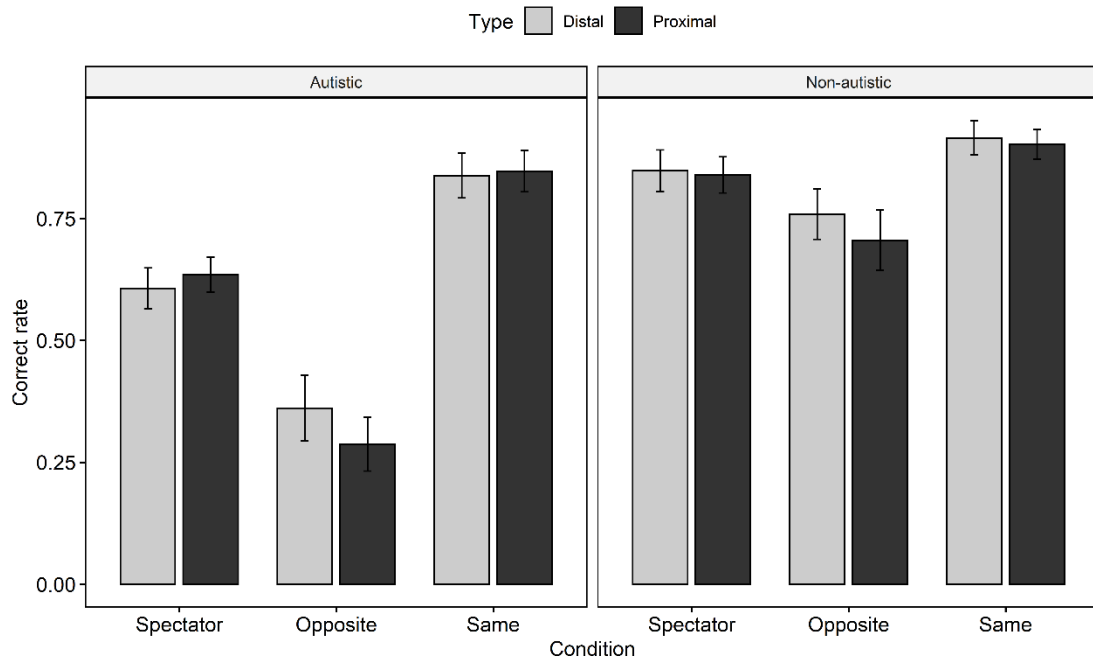 Type Distal Proximal
Autistic Non-autistic
Correct rate
0.75
0.50
0.25
0.00
Spectator Opposite Same Spectator Opposite Same
Condition